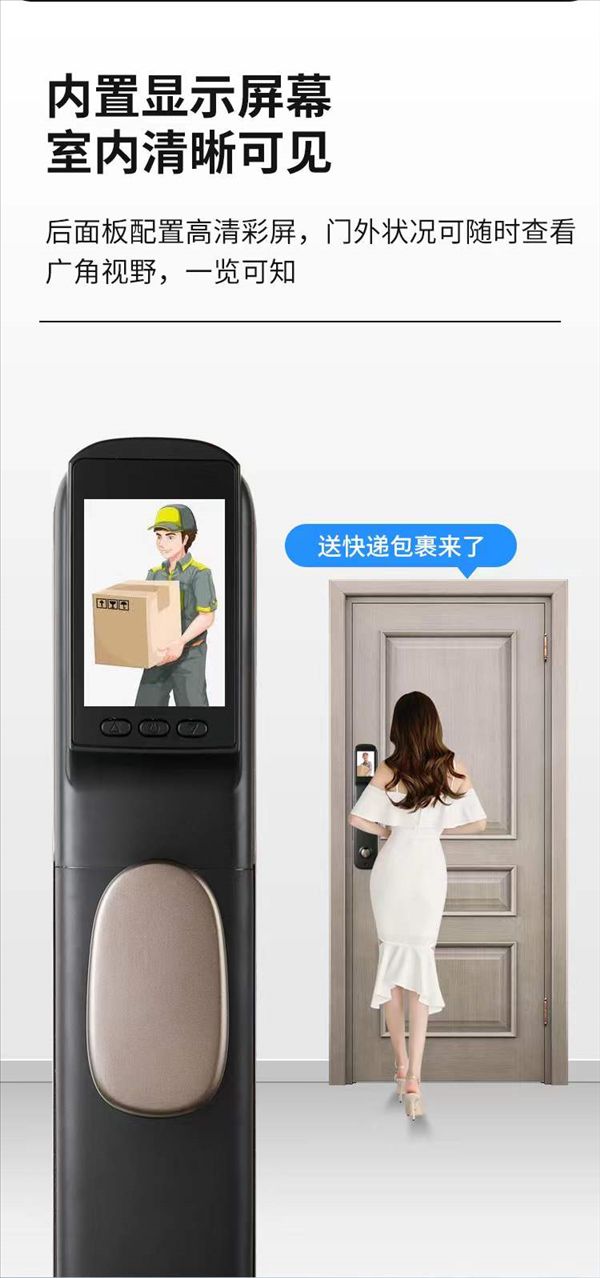 内置显示屏幕
室内清晰可见
后面板配置高清彩屏，门外状况可随时查看
广角视野，一览可知
送快递包裹来了